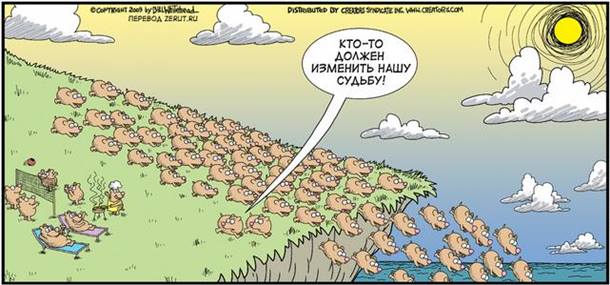 © COPYRIGHT 2009 BY Bill Whitehead
DISTRIBUTED BY CREATORS SYNDICATE INC. WWW.CREATORS.COM
ПЕРЕВОД ZERUT.RU
КТО-ТО
ДОЛЖЕН
ИЗМЕНИТЬ НАШУ
СУДЬБУ!